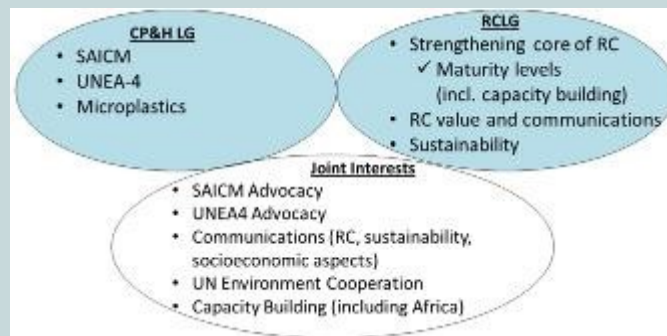 CP&H LG
• SAICM
• UNEA-4
• Microplastics
RCLG
• Strengthening core of RC
✓ Maturity levels
(incl. capacity building)
• RC value and communications
• Sustainability
Joint Interests
• SAICM Advocacy
• UNEA4 Advocacy
• Communications (RC, sustainability,
socioeconomic aspects)
• UN Environment Cooperation
• Capacity Building (including Africa)